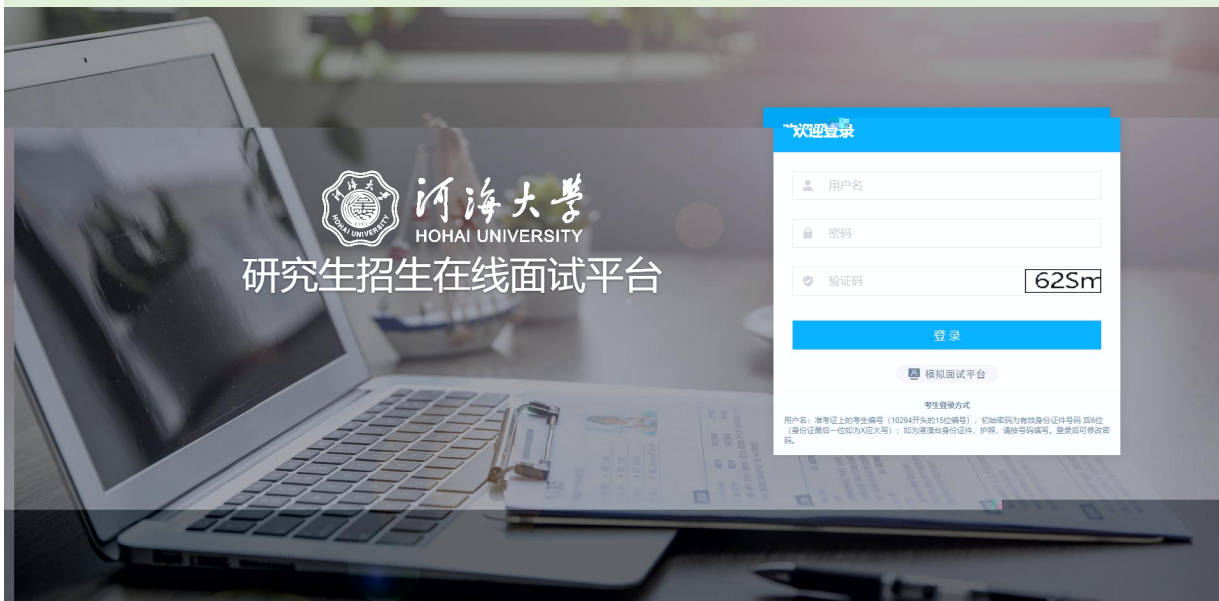 河海大学
HOHAI UNIVERSITY
研究生招生在线面试平台
欢迎登录
用户名
密码
验证码
62Sm
登 录
模拟面试平台
考生登录方式
用户名:准考证上的考生编号(10294开头的15位编号),初始密码为有效身份证件号码 后6位
(身份证最后一位如为X应大写);如为港澳台身份证件、护照,请按号码填写。登录后可修改密
码。